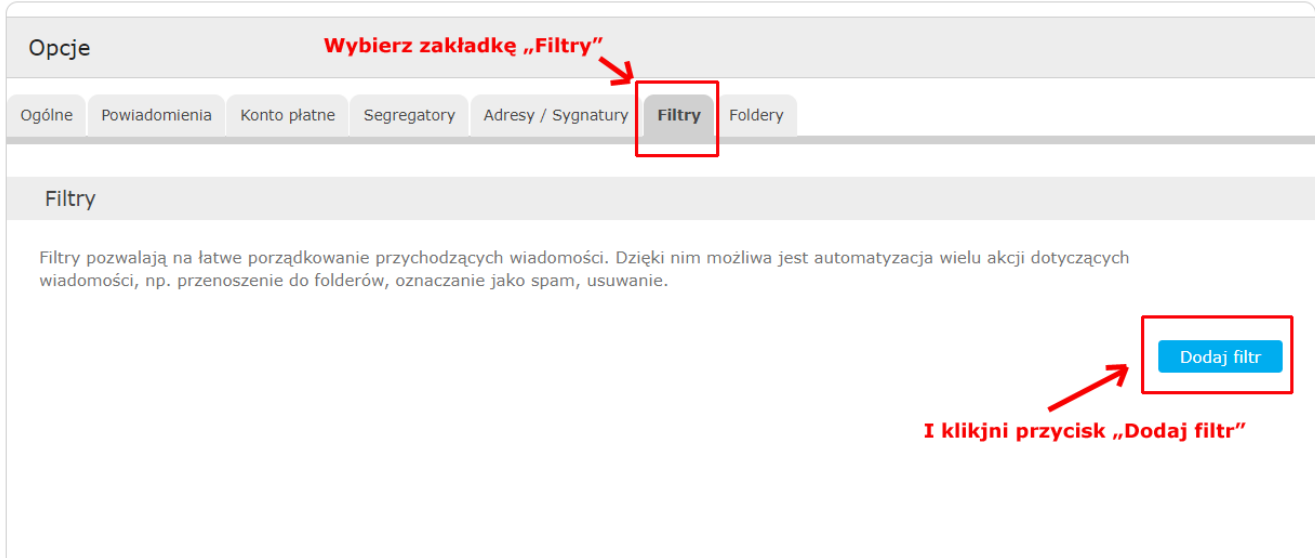 Opcje
Wybierz zakładkę „Filtry”
Ogólne Powiadomienia Konto płatne Segregatory Adresy / Sygnatury Filtry Foldery
Filtry
Filtry pozwalają na łatwe porządkowanie przychodzących wiadomości. Dzięki nim możliwa jest automatyzacja wielu akcji dotyczących
wiadomości, np. przenoszenie do folderów, oznaczanie jako spam, usuwanie.
Dodaj filtr
I klikjni przycisk „Dodaj filtr”